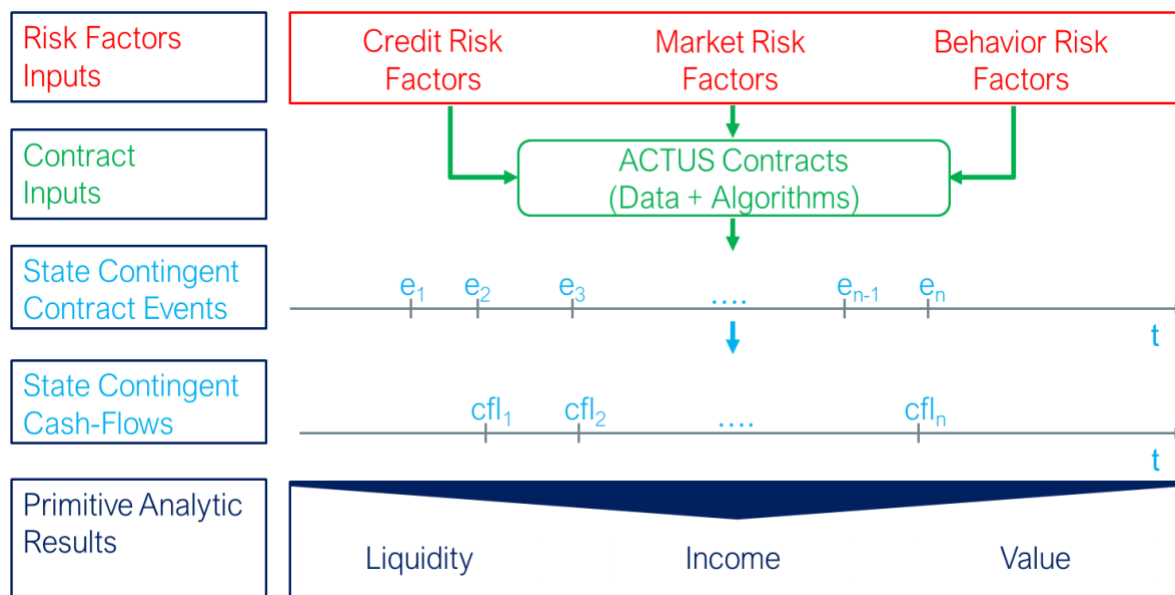 Risk Factors
Inputs
Credit Risk
Factors
Market Risk
Factors
Behavior Risk
Factors
Contract
Inputs
ACTUS Contracts
(Data + Algorithms)
State Contingent
Contract Events
e₁ e₂ e₃ .... eₙ₋₁ eₙ
t
State Contingent
Cash-Flows
cfl₁ cfl₂ .... cflₙ
t
Primitive Analytic
Results
Liquidity Income Value